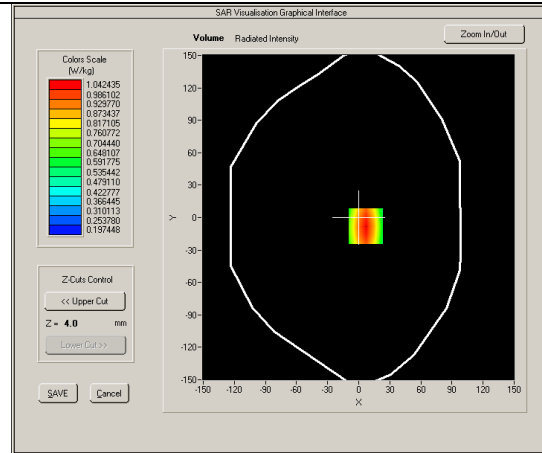 SAR Visualisation Graphical Interface
Volume Radiated Intensity
Zoom In/Out
Colors Scale
(W/kg)
1.042435
0.986102
0.929770
0.873437
0.817105
0.760772
0.704440
0.648107
0.591775
0.535442
0.479110
0.422777
0.366445
0.310113
0.253780
0.197448
Z-Cuts Control
<< Upper Cut
Z = 4.0 mm
Lower Cut >>
SAVE Cancel
150
120
90
60
30
Y 0
-30
-60
-90
-120
-150
-150 -120 -90 -60 -30 0 30 60 90 120 150
X